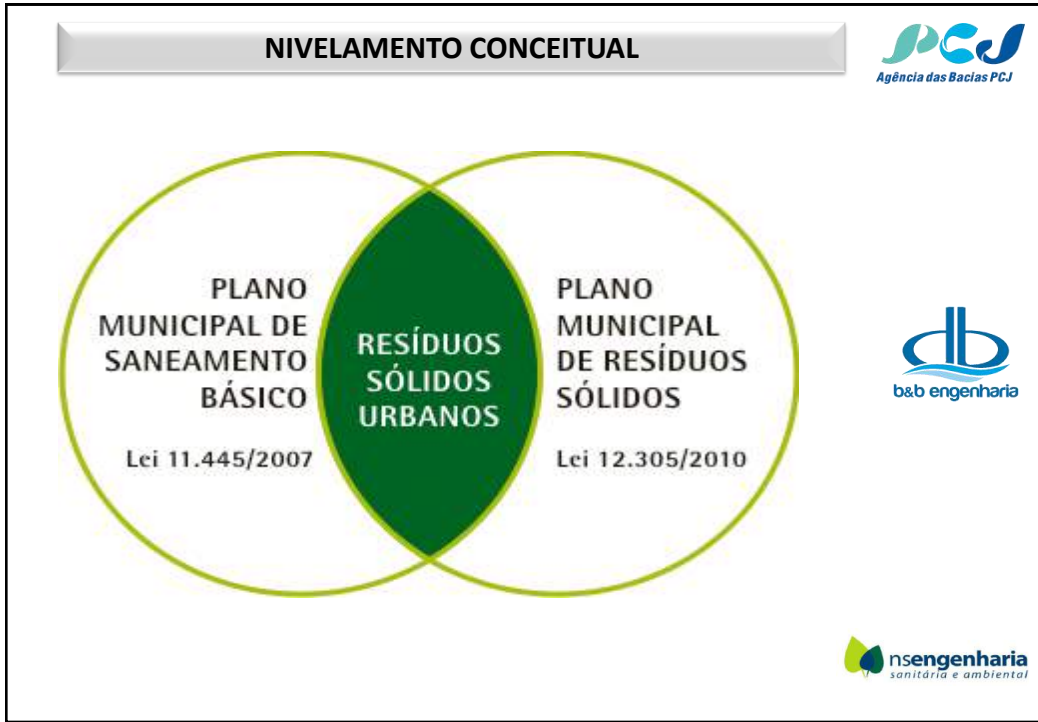 NIVELAMENTO CONCEITUAL
PCJ
Agência das Bacias PCJ
PLANO
MUNICIPAL DE
SANEAMENTO
BÁSICO
Lei 11.445/2007
RESÍDUOS
SÓLIDOS
URBANOS
PLANO
MUNICIPAL
DE RESÍDUOS
SÓLIDOS
Lei 12.305/2010
b&b engenharia
nsengenharia
sanitária e ambiental